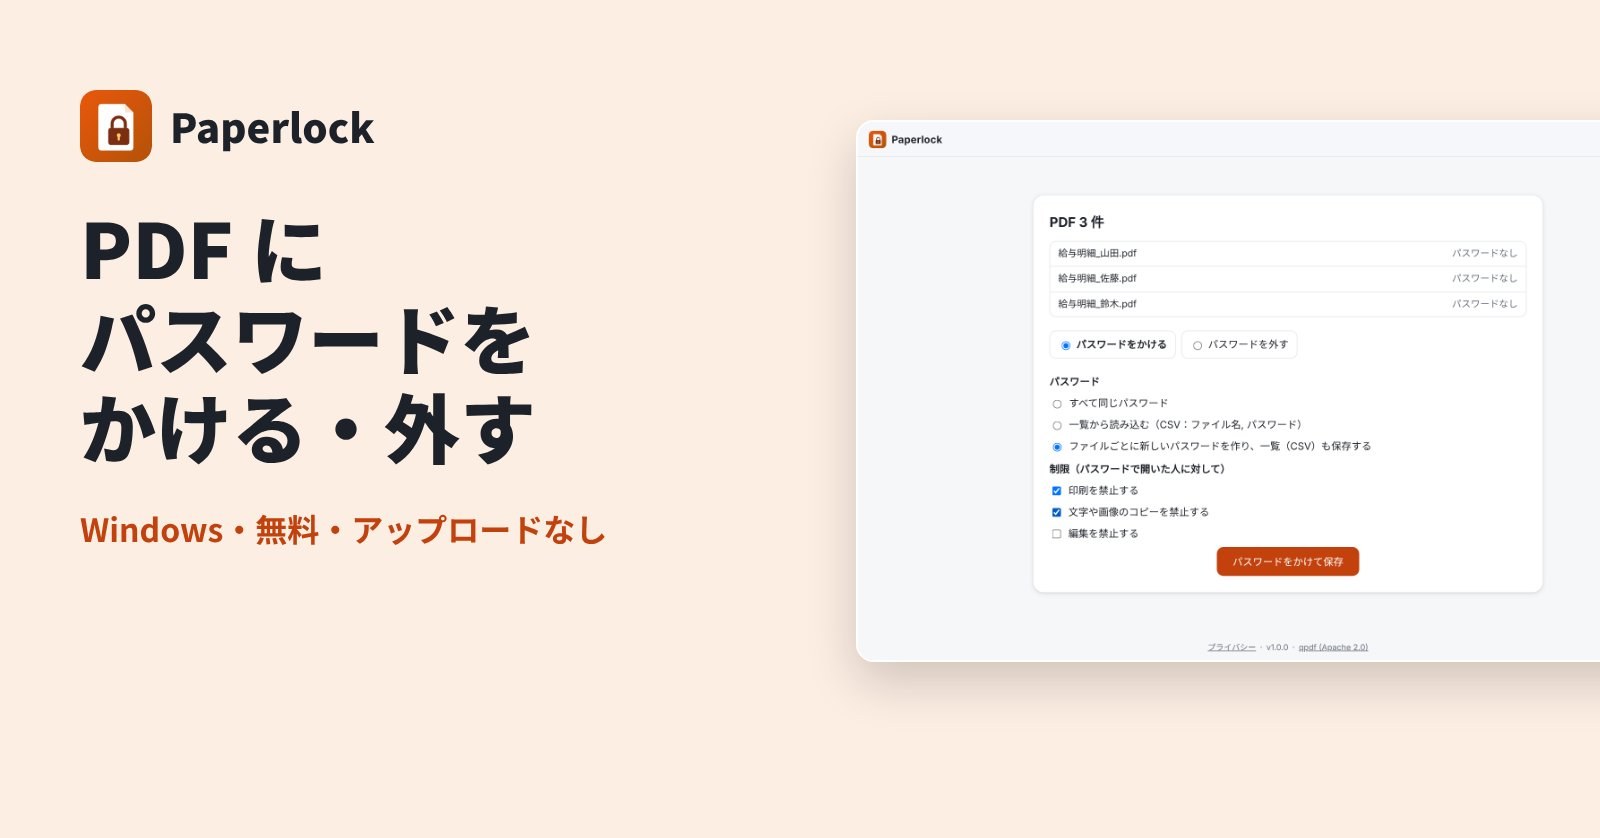 Paperlock
PDF に
パスワードを
かける・外す
Windows・無料・アップロードなし
Paperlock
PDF 3 件
給与明細_山田.pdf パスワードなし
給与明細_佐藤.pdf パスワードなし
給与明細_鈴木.pdf パスワードなし
パスワードをかける パスワードを外す
パスワード
すべて同じパスワード
一覧から読み込む（CSV：ファイル名, パスワード）
ファイルごとに新しいパスワードを作り、一覧（CSV）も保存する
制限（パスワードで開いた人に対して）
印刷を禁止する
文字や画像のコピーを禁止する
編集を禁止する
パスワードをかけて保存
プライバシー · v1.0.0 · qpdf (Apache 2.0)